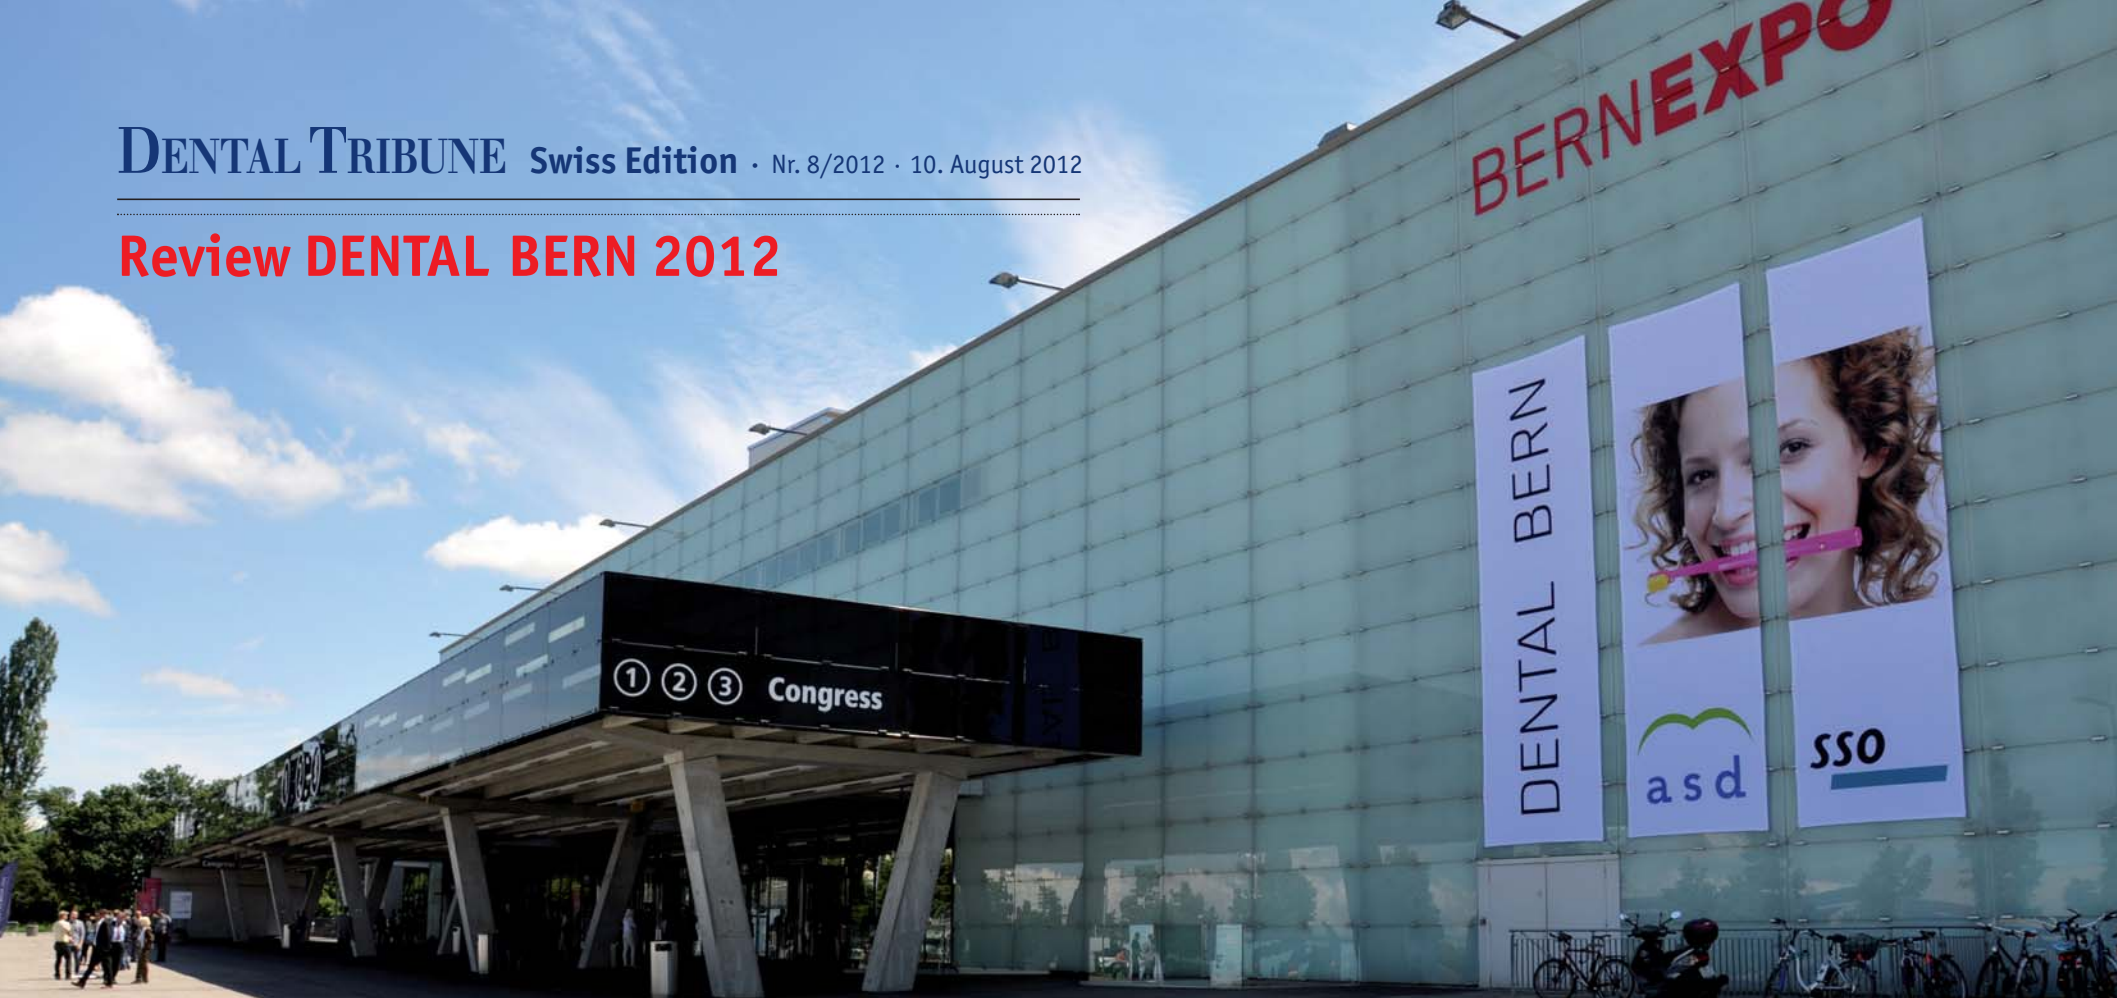 DENTAL TRIBUNE Swiss Edition · Nr. 8/2012 · 10. August 2012
Review DENTAL BERN 2012
BERNEXPO
DENTAL BERN
asd
SSO
1 2 3 Congress